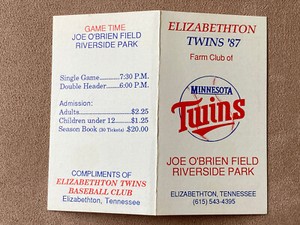 GAME TIME
JOE O'BRIEN FIELD
RIVERSIDE PARK
Single Game..........7:30 P.M.
Double Header.......6:00 P.M.
Admission:
Adults....................$2.25
Children under 12.....$1.25
Season Book (30 Tickets) $20.00
COMPLIMENTS OF
ELIZABETHTON TWINS
BASEBALL CLUB
Elizabethton, Tennessee
ELIZABETHTON
TWINS '87
Farm Club of
MINNESOTA
Twins
JOE O'BRIEN FIELD
RIVERSIDE PARK
ELIZABETHTON, TENNESSEE
(615) 543-4395